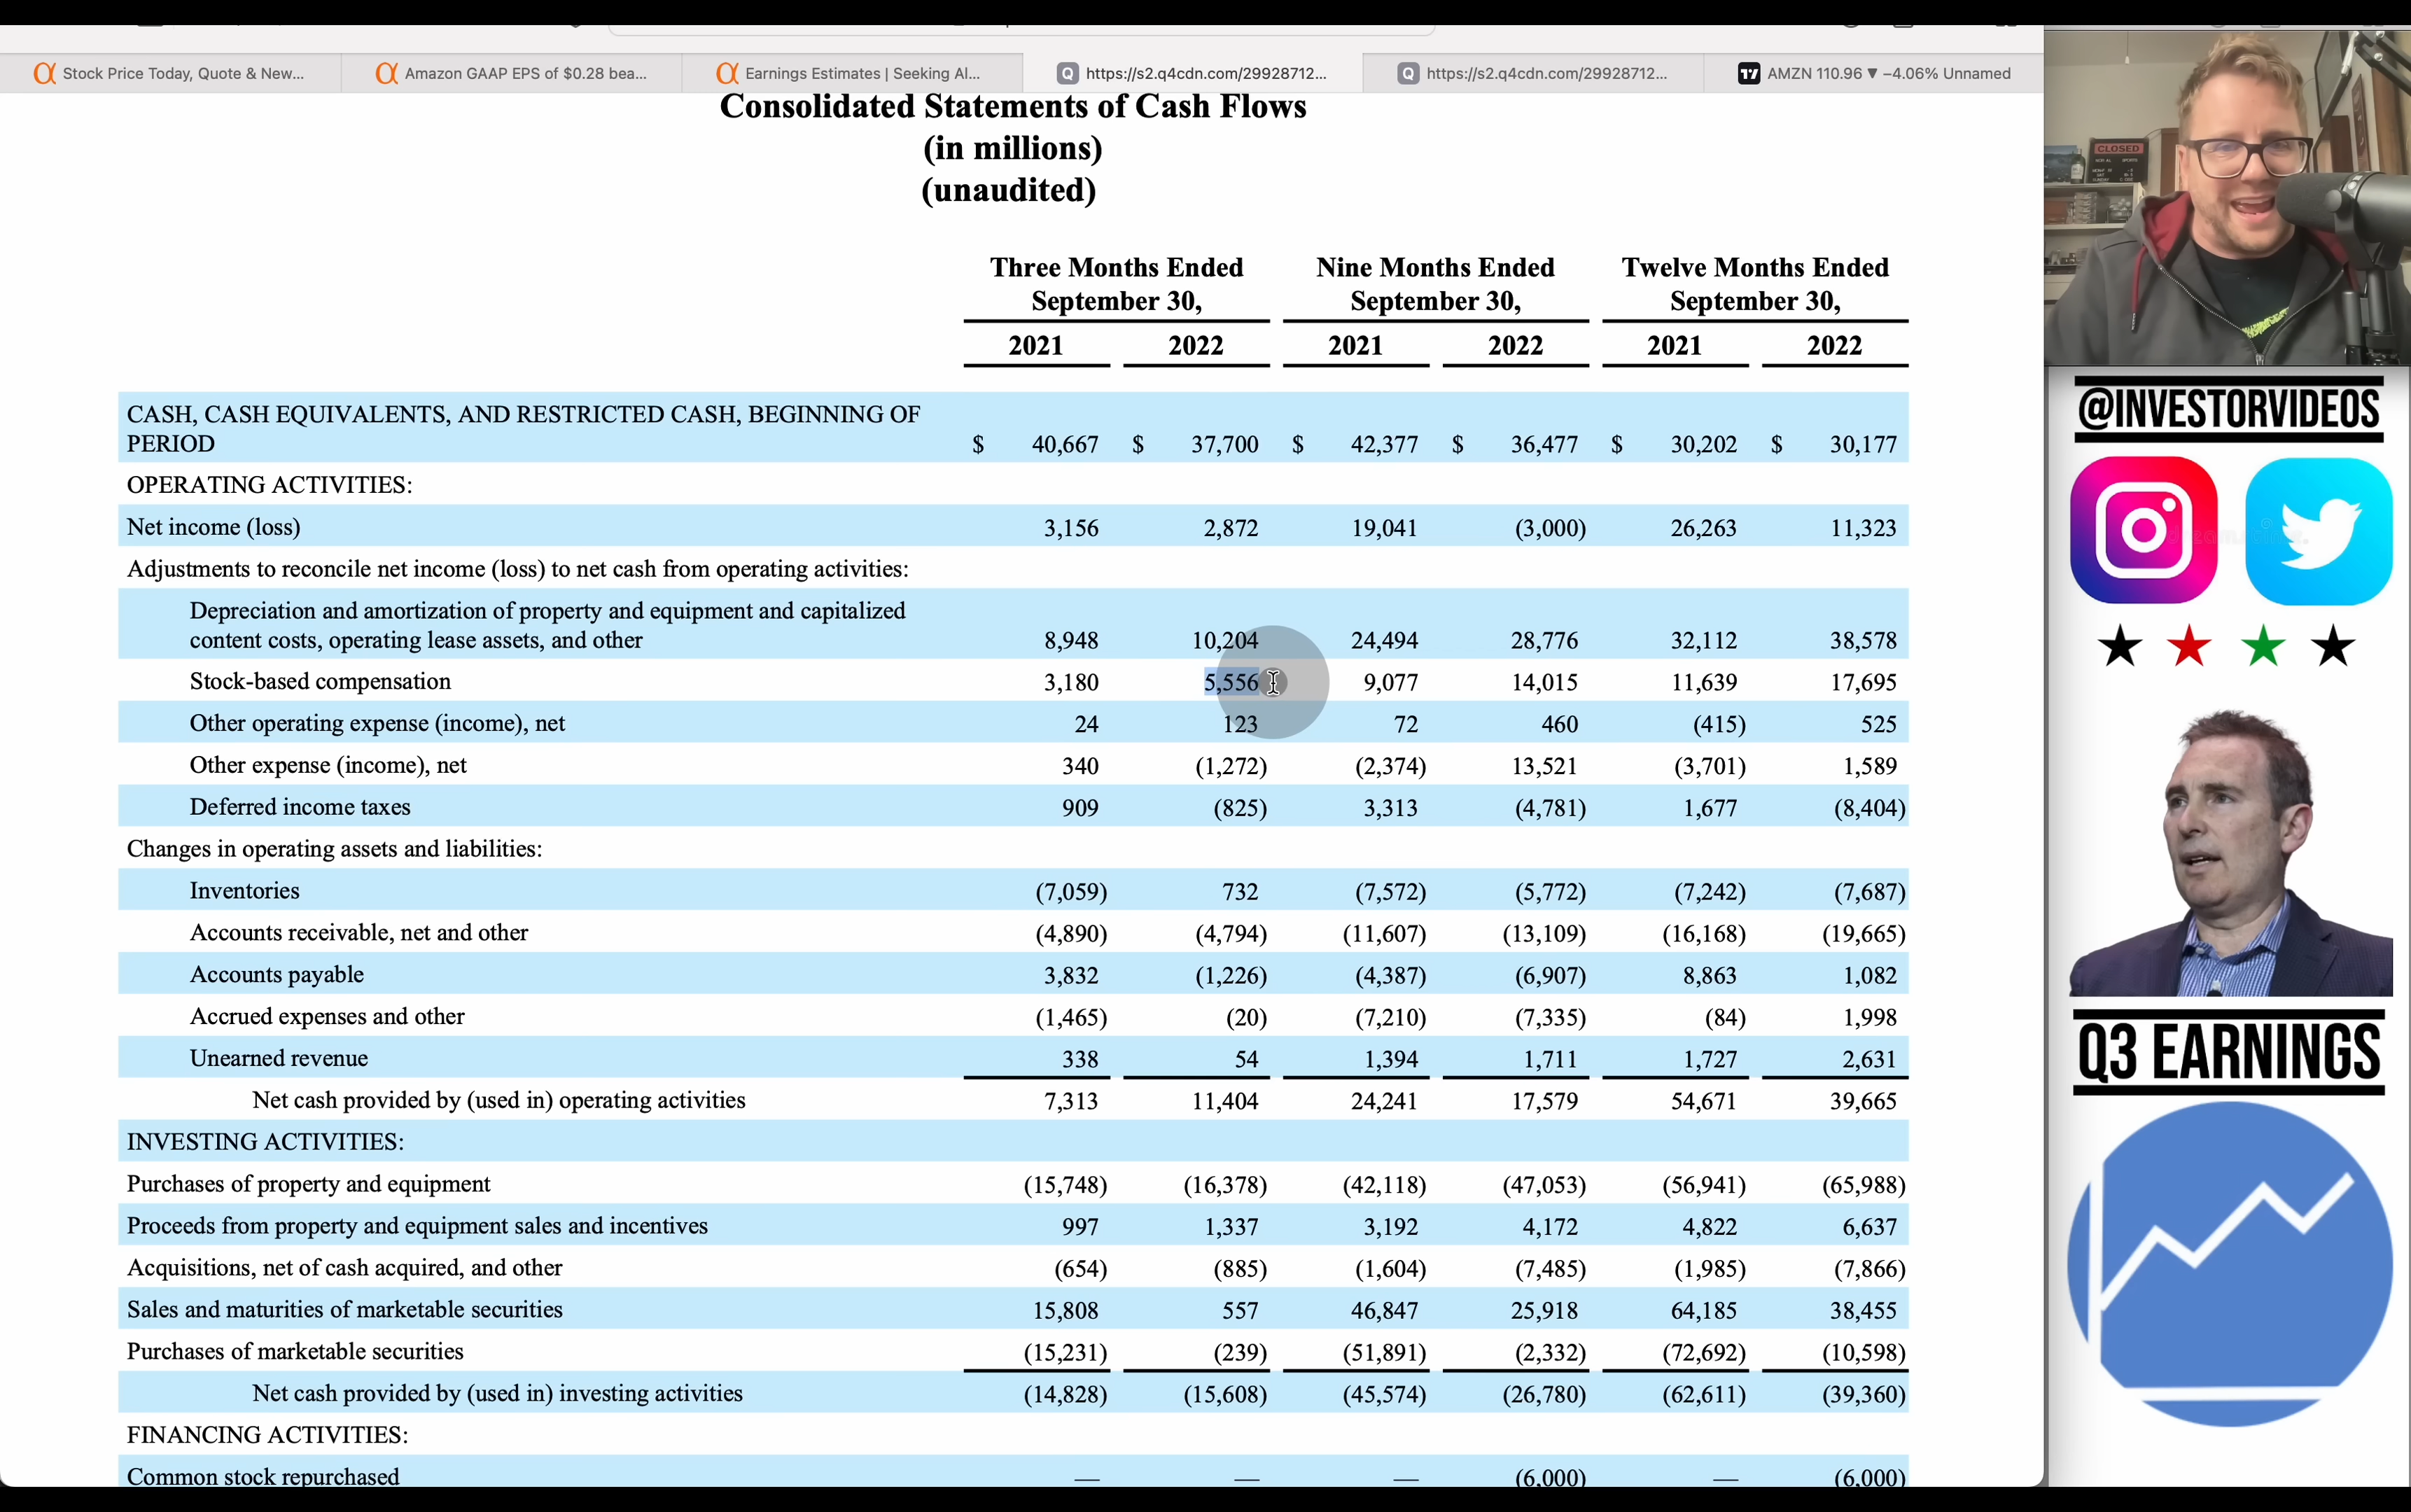 Stock Price Today, Quote & New...
Amazon GAAP EPS of $0.28 bea...
Earnings Estimates | Seeking Al...
https://s2.q4cdn.com/29928712...
https://s2.q4cdn.com/29928712...
AMZN 110.96 ▼ −4.06% Unnamed
Consolidated Statements of Cash Flows
(in millions)
(unaudited)
Three Months Ended September 30, Nine Months Ended September 30, Twelve Months Ended September 30,
2021 2022 2021 2022 2021 2022
CASH, CASH EQUIVALENTS, AND RESTRICTED CASH, BEGINNING OF
PERIOD $ 40,667 $ 37,700 $ 42,377 $ 36,477 $ 30,202 $ 30,177
OPERATING ACTIVITIES:
Net income (loss) 3,156 2,872 19,041 (3,000) 26,263 11,323
Adjustments to reconcile net income (loss) to net cash from operating activities:
Depreciation and amortization of property and equipment and capitalized
content costs, operating lease assets, and other 8,948 10,204 24,494 28,776 32,112 38,578
Stock-based compensation 3,180 5,556 9,077 14,015 11,639 17,695
Other operating expense (income), net 24 123 72 460 (415) 525
Other expense (income), net 340 (1,272) (2,374) 13,521 (3,701) 1,589
Deferred income taxes 909 (825) 3,313 (4,781) 1,677 (8,404)
Changes in operating assets and liabilities:
Inventories (7,059) 732 (7,572) (5,772) (7,242) (7,687)
Accounts receivable, net and other (4,890) (4,794) (11,607) (13,109) (16,168) (19,665)
Accounts payable 3,832 (1,226) (4,387) (6,907) 8,863 1,082
Accrued expenses and other (1,465) (20) (7,210) (7,335) (84) 1,998
Unearned revenue 338 54 1,394 1,711 1,727 2,631
Net cash provided by (used in) operating activities 7,313 11,404 24,241 17,579 54,671 39,665
INVESTING ACTIVITIES:
Purchases of property and equipment (15,748) (16,378) (42,118) (47,053) (56,941) (65,988)
Proceeds from property and equipment sales and incentives 997 1,337 3,192 4,172 4,822 6,637
Acquisitions, net of cash acquired, and other (654) (885) (1,604) (7,485) (1,985) (7,866)
Sales and maturities of marketable securities 15,808 557 46,847 25,918 64,185 38,455
Purchases of marketable securities (15,231) (239) (51,891) (2,332) (72,692) (10,598)
Net cash provided by (used in) investing activities (14,828) (15,608) (45,574) (26,780) (62,611) (39,360)
FINANCING ACTIVITIES:
Common stock repurchased — — — (6,000) — (6,000)
CLOSED
@INVESTORVIDEOS
Q3 EARNINGS